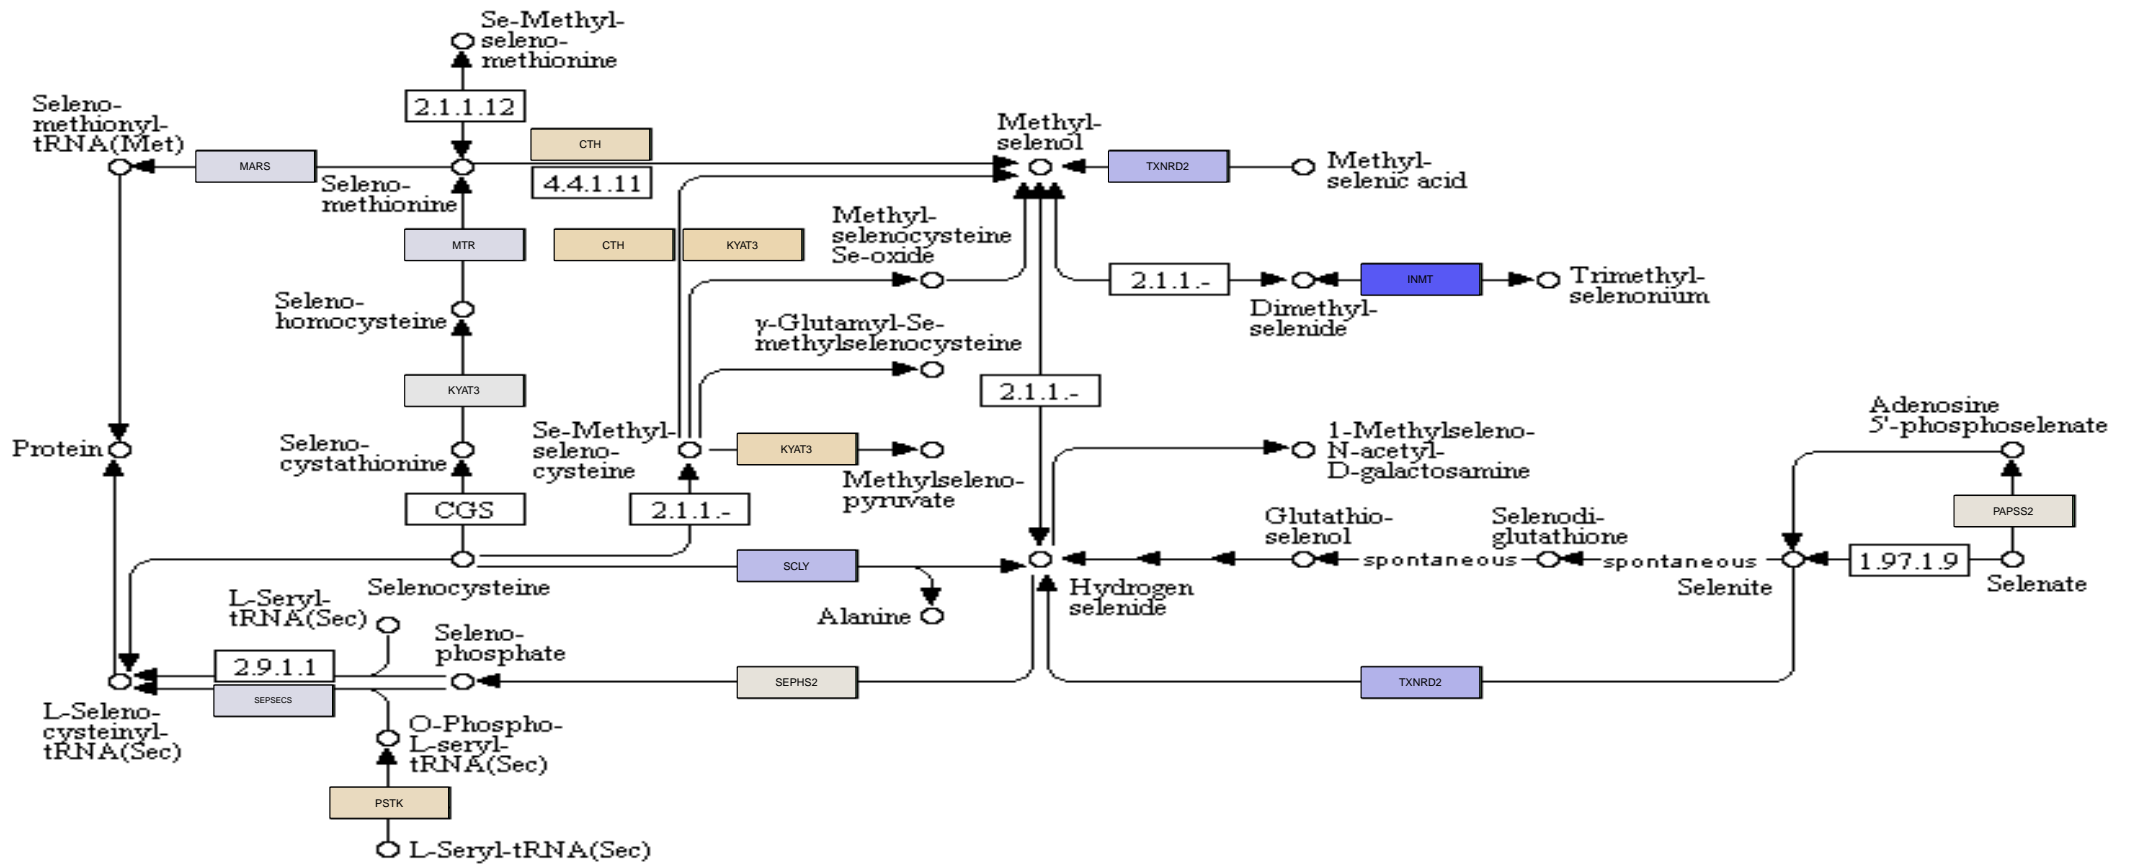 Se-Methyl-
seleno-
methionine
2.1.1.12
Seleno-
methionyl-
tRNA(Met)
MARS
Seleno-
methionine
CTH
4.4.1.11
Methyl-
selenol
TXNRD2
Methyl-
selenic acid
MTR
CTH
KYAT3
Methyl-
selenocysteine
Se-oxide
2.1.1.-
INMT
Dimethyl-
selenide
Trimethyl-
selenonium
Seleno-
homocysteine
γ-Glutamyl-Se-
methylselenocysteine
KYAT3
2.1.1.-
Protein
Seleno-
cystathionine
Se-Methyl-
seleno-
cysteine
KYAT3
Methylseleno-
pyruvate
1-Methylseleno-
N-acetyl-
D-galactosamine
Adenosine
5'-phosphoselenate
CGS
2.1.1.-
Glutathio-
selenol
Selenodi-
glutathione
PAPSS2
Selenocysteine
SCLY
Alanine
Hydrogen
selenide
spontaneous
spontaneous
Selenite
1.97.1.9
Selenate
L-Seryl-
tRNA(Sec)
Seleno-
phosphate
2.9.1.1
SEPSECS
SEPHS2
TXNRD2
L-Seleno-
cysteinyl-
tRNA(Sec)
O-Phospho-
L-seryl-
tRNA(Sec)
PSTK
L-Seryl-tRNA(Sec)